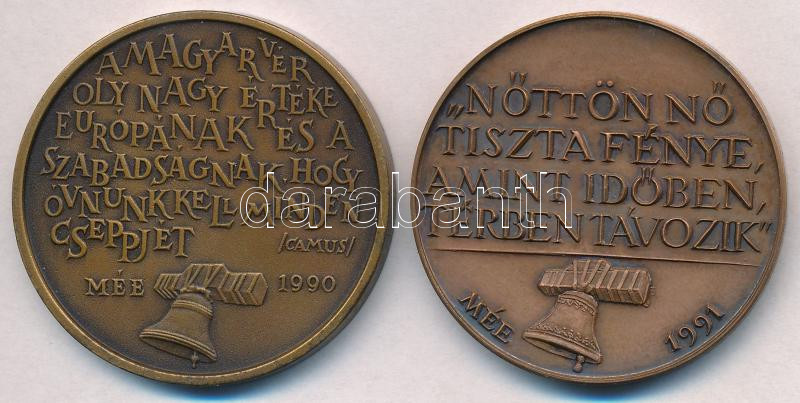 A MAGYAR VÉR
OLY NAGY ÉRTÉKE
EURÓPÁNAK ÉS A
SZABADSÁGNAK, HOGY
ÓVNUNK KELL MINDEN
CSEPPJÉT
/CAMUS/
MÉE 1990
„NŐTTÖN NŐ
TISZTA FÉNYE,
AMINT IDŐBEN,
TÉRBEN TÁVOZIK"
MÉE 1991
darabanth